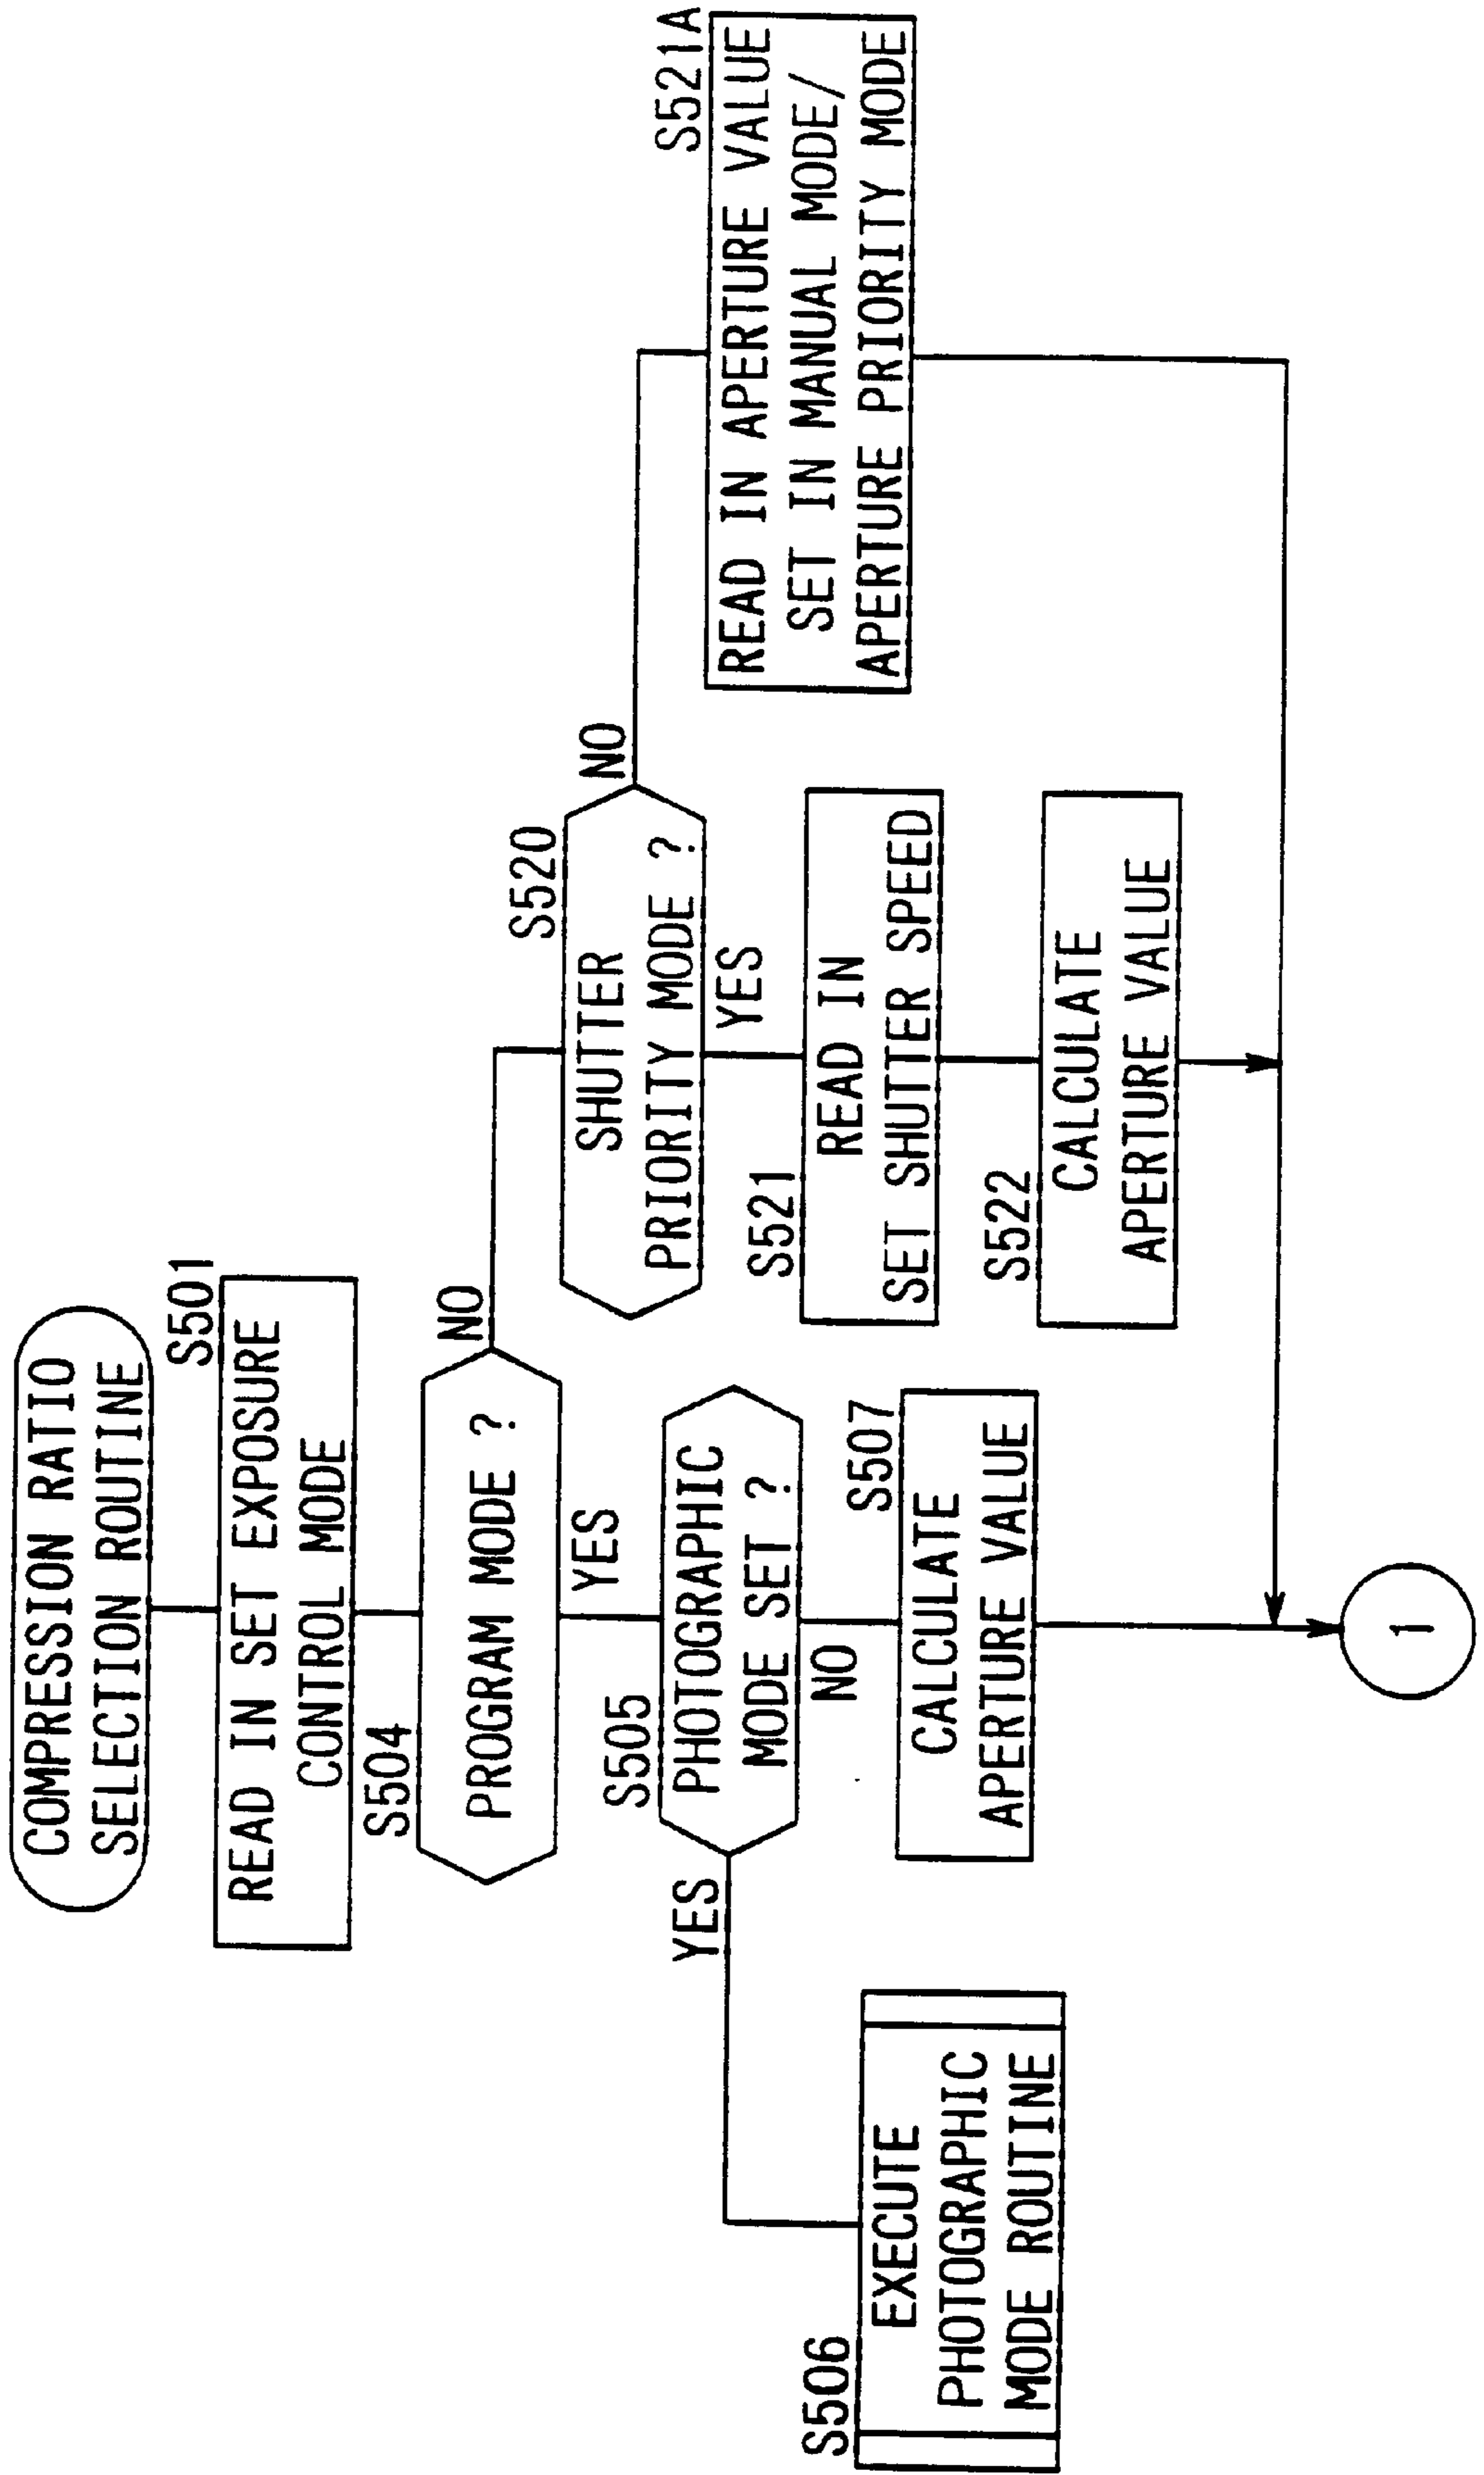 COMPRESSION RATIO
SELECTION ROUTINE
S501
READ IN SET EXPOSURE
CONTROL MODE
S504
PROGRAM MODE ?
NO
YES
S505
PHOTOGRAPHIC
MODE SET ?
YES
NO
S506
EXECUTE
PHOTOGRAPHIC
MODE ROUTINE
S507
CALCULATE
APERTURE VALUE
S520
SHUTTER
PRIORITY MODE ?
NO
YES
S521
READ IN
SET SHUTTER SPEED
S522
CALCULATE
APERTURE VALUE
S521A
READ IN APERTURE VALUE
SET IN MANUAL MODE/
APERTURE PRIORITY MODE
1